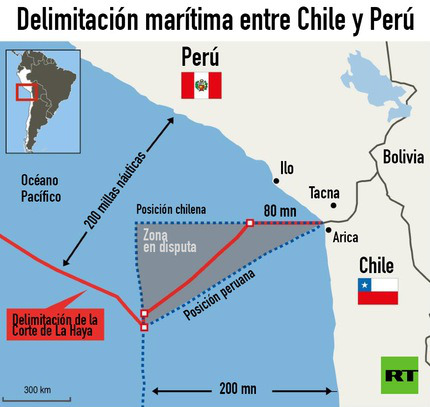 Delimitación marítima entre Chile y Perú
Perú
Bolivia
Océano
Pacífico
200 millas náuticas
Ilo
Tacna
Posición chilena
80 mn
Arica
Zona
en disputa
Posición peruana
Chile
Delimitación de la
Corte de La Haya
300 km
200 mn
RT